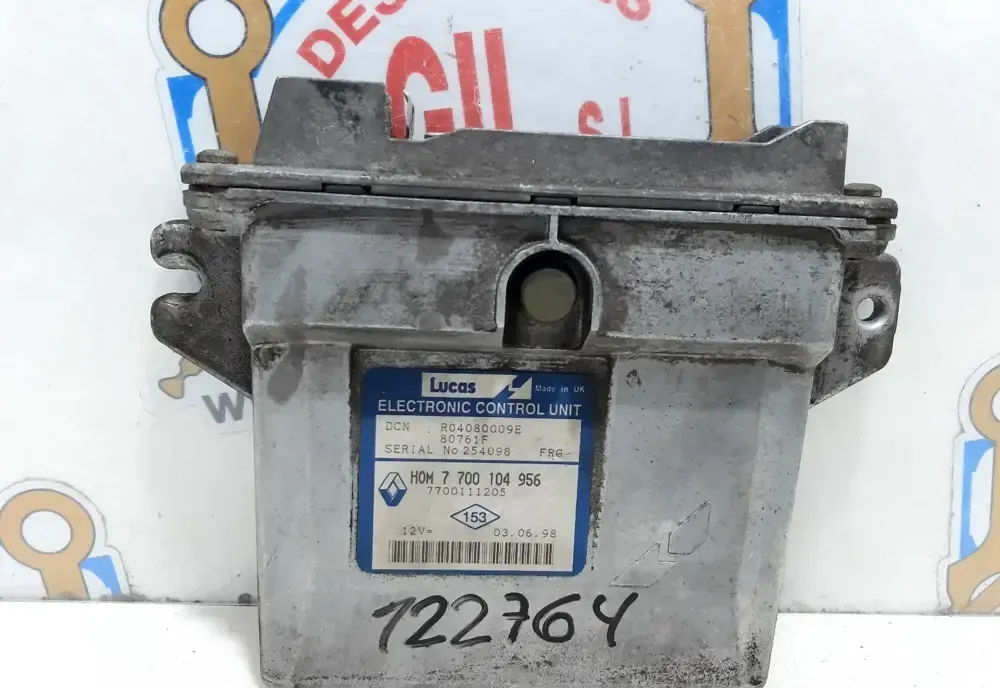 GIL
S.L
Lucas
Made in UK
ELECTRONIC CONTROL UNIT
DCN R04080009E
80761F
SERIAL No 254098 FRG
HOM 7 700 104 956
7700111205
153
12V= 03.06.98
122764